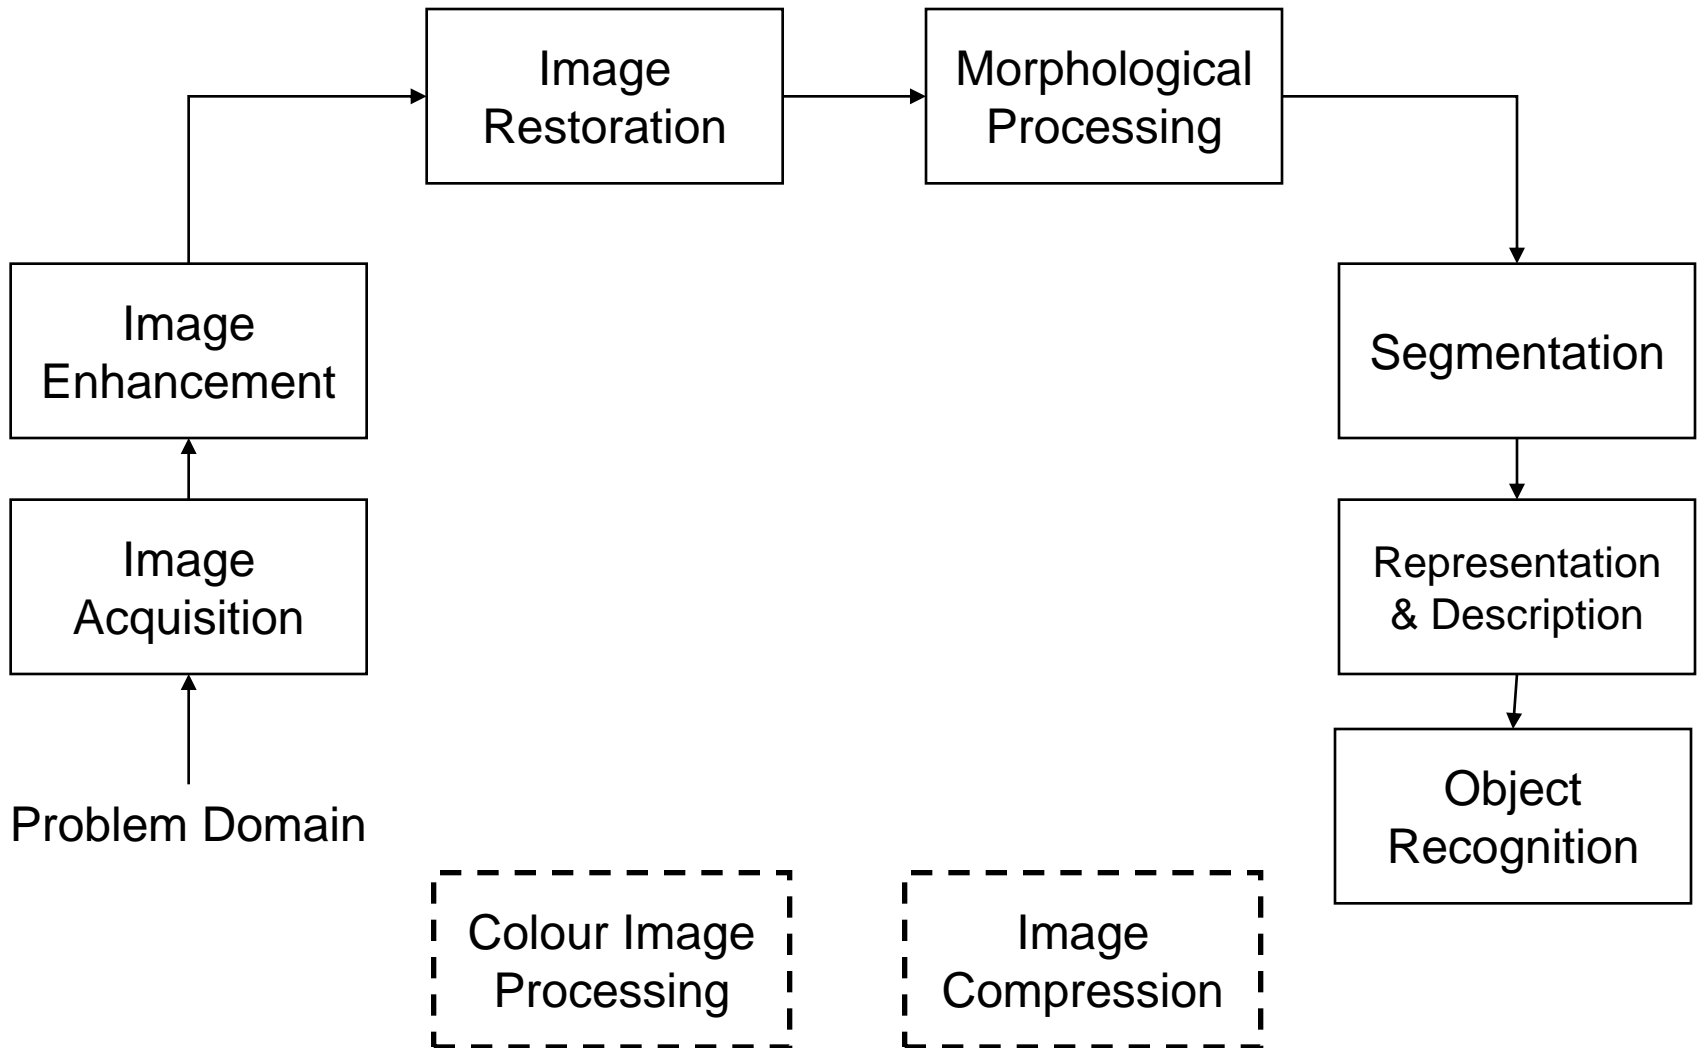 Image
Restoration
Morphological
Processing
Image
Enhancement
Segmentation
Image
Acquisition
Representation
& Description
Problem Domain
Object
Recognition
Colour Image
Processing
Image
Compression